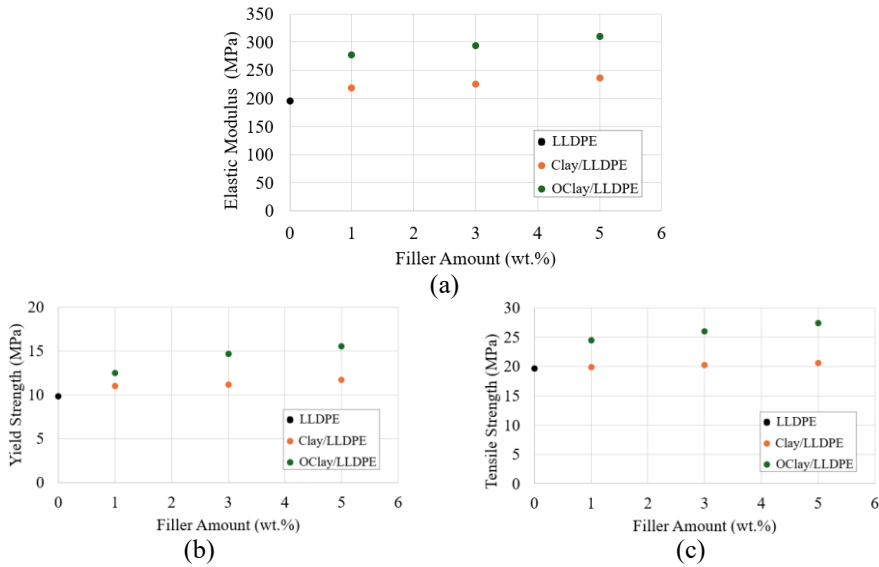 350
300
250
200
150
100
50
0
Elastic Modulus (MPa)
LLDPE
Clay/LLDPE
OClay/LLDPE
0 1 2 3 4 5 6
Filler Amount (wt.%)
(a)
20
15
10
5
0
Yield Strength (MPa)
LLDPE
Clay/LLDPE
OClay/LLDPE
0 1 2 3 4 5 6
Filler Amount (wt.%)
(b)
30
25
20
15
10
5
0
Tensile Strength (MPa)
LLDPE
Clay/LLDPE
OClay/LLDPE
0 1 2 3 4 5 6
Filler Amount (wt.%)
(c)